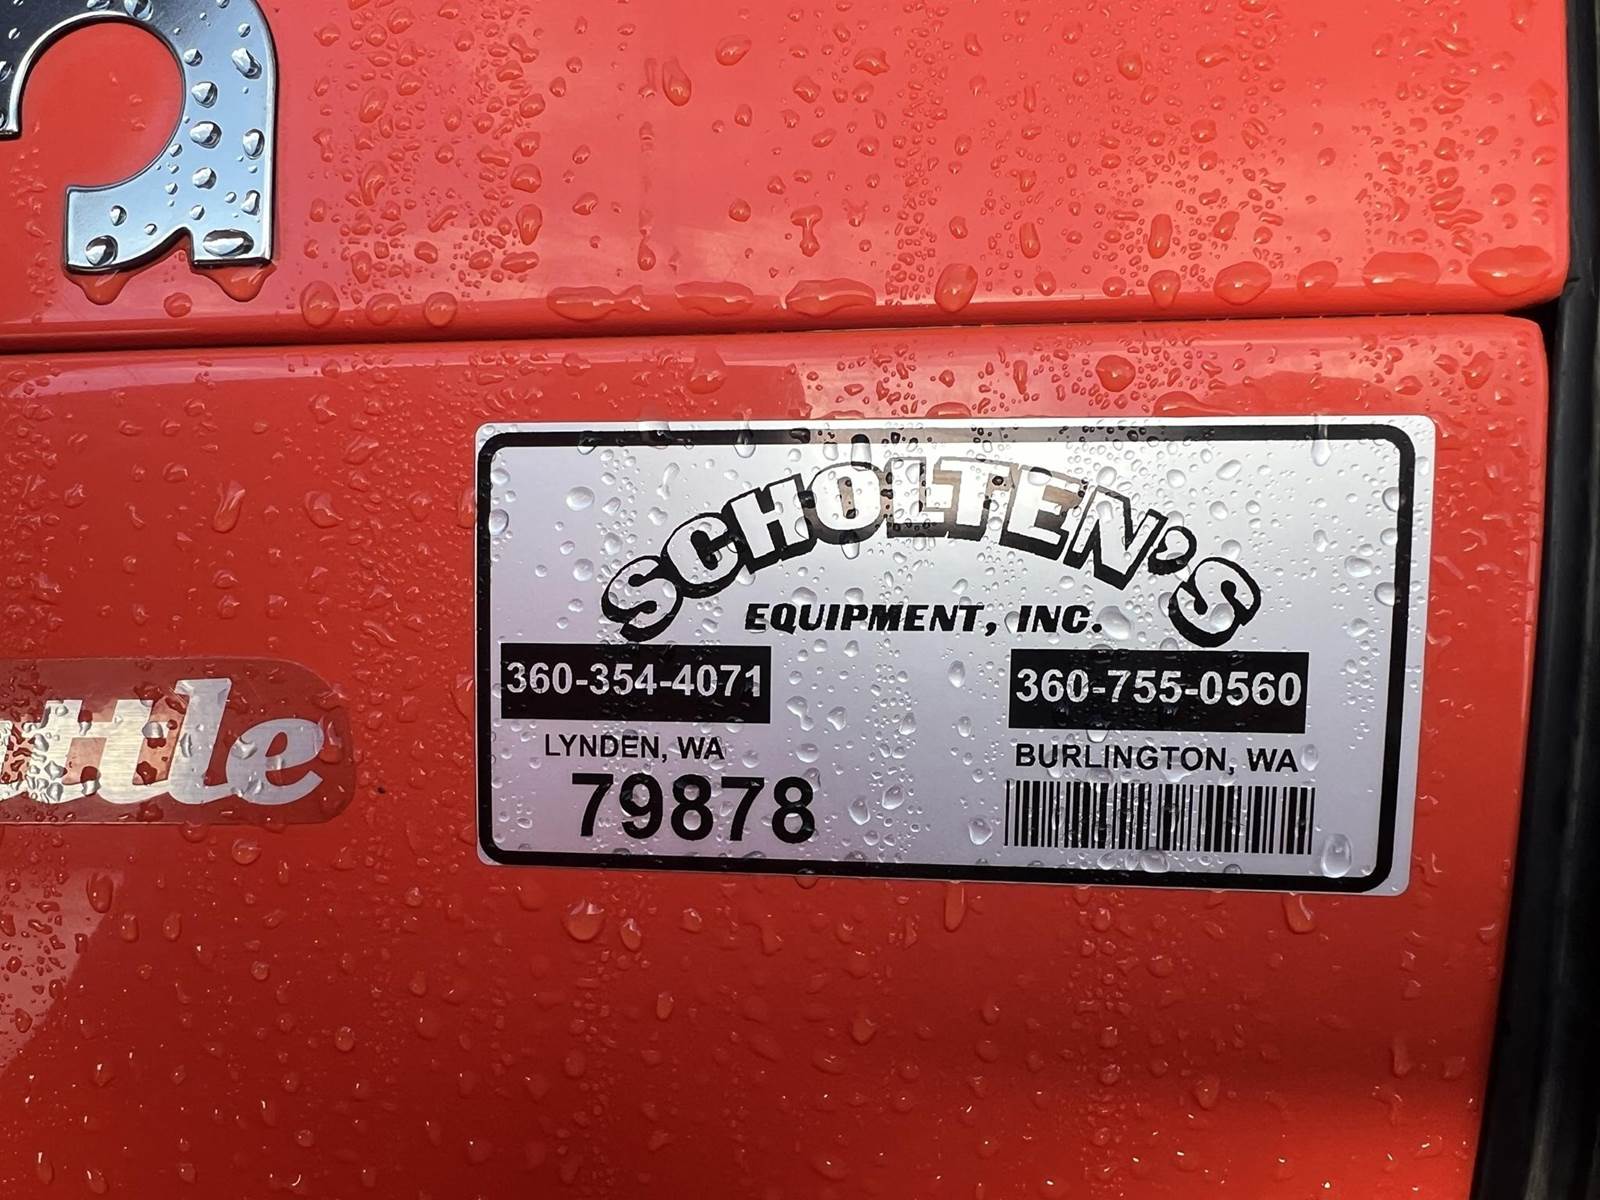 SCHOLTEN'S
EQUIPMENT, INC.
360-354-4071
360-755-0560
LYNDEN, WA
BURLINGTON, WA
79878